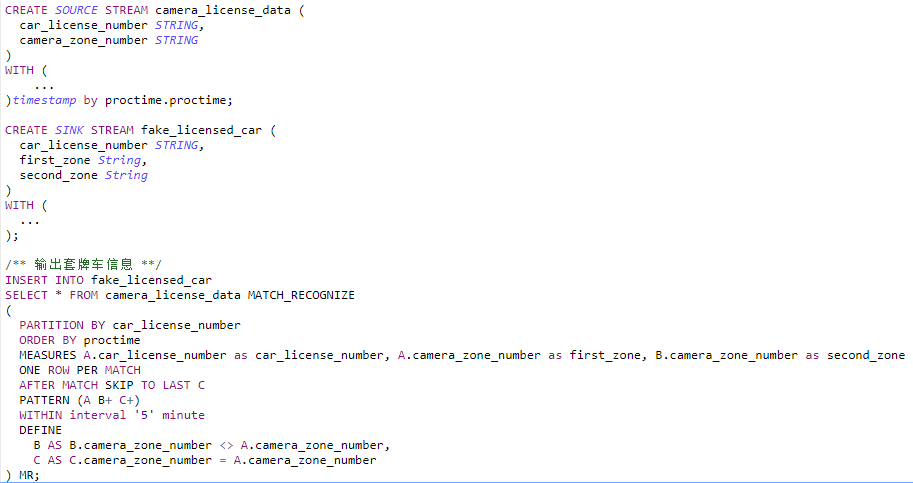 CREATE SOURCE STREAM camera_license_data (
  car_license_number STRING,
  camera_zone_number STRING
)
WITH (
    ...
)timestamp by proctime.proctime;

CREATE SINK STREAM fake_licensed_car (
  car_license_number STRING,
  first_zone String,
  second_zone String
)
WITH (
  ...
);

/** 输出套牌车信息 **/
INSERT INTO fake_licensed_car
SELECT * FROM camera_license_data MATCH_RECOGNIZE
(
  PARTITION BY car_license_number
  ORDER BY proctime
  MEASURES A.car_license_number as car_license_number, A.camera_zone_number as first_zone, B.camera_zone_number as second_zone
  ONE ROW PER MATCH
  AFTER MATCH SKIP TO LAST C
  PATTERN (A B+ C+)
  WITHIN interval '5' minute
  DEFINE
    B AS B.camera_zone_number <> A.camera_zone_number,
    C AS C.camera_zone_number = A.camera_zone_number
) MR;